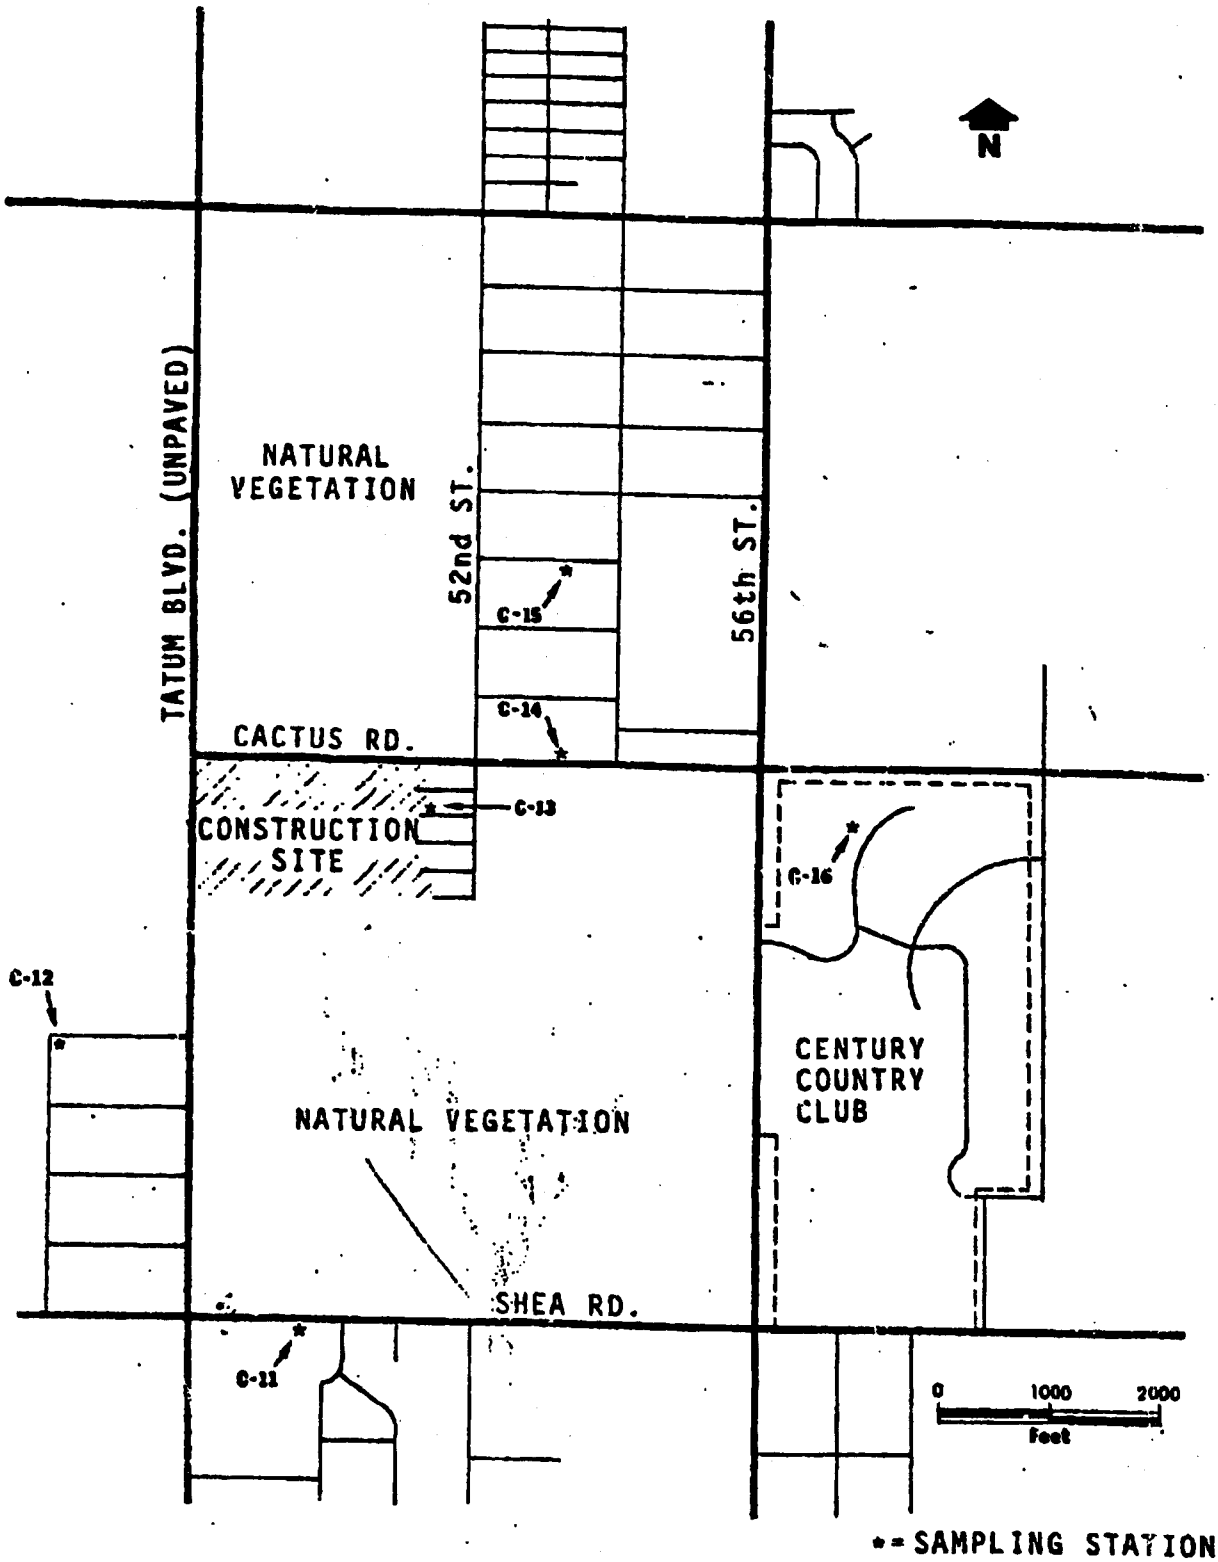 N
TATUM BLVD. (UNPAVED)
NATURAL
VEGETATION
52nd ST.
56th ST.
C-15
C-14
CACTUS RD.
C-13
CONSTRUCTION
SITE
C-16
C-12
CENTURY
COUNTRY
CLUB
NATURAL VEGETATION
SHEA RD.
C-11
0 1000 2000
Feet
*= SAMPLING STATION